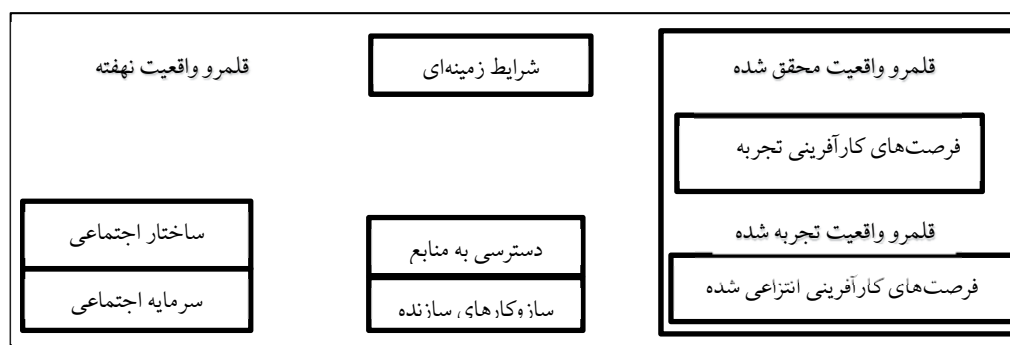 قلمرو واقعیت محقق شده
شرایط زمینه‌ای
قلمرو واقعیت نهفته
فرصت‌های کارآفرینی تجربه
قلمرو واقعیت تجربه شده
دسترسی به منابع
ساختار اجتماعی
فرصت‌های کارآفرینی انتزاعی شده
سازوکارهای سازنده
سرمایه اجتماعی